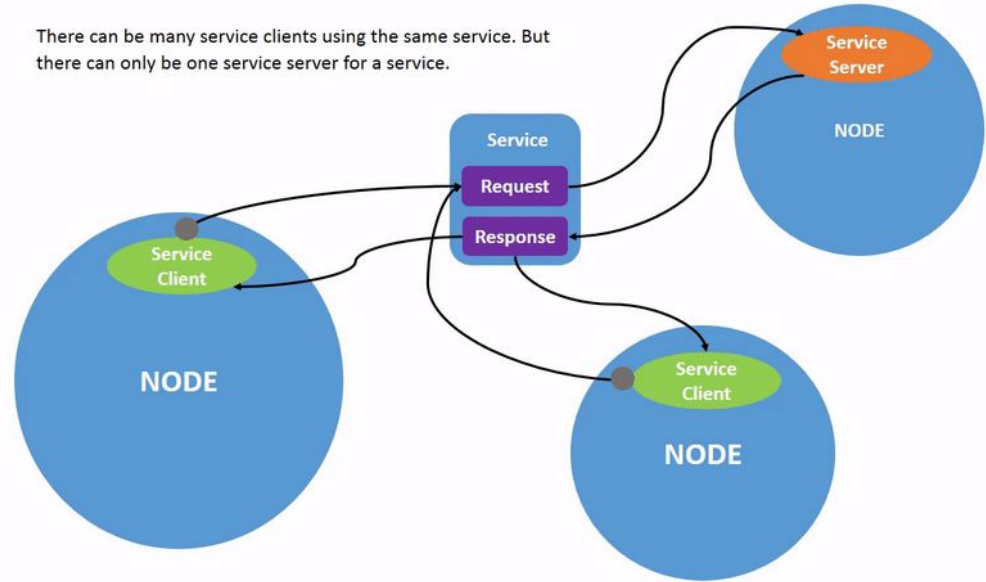 There can be many service clients using the same service. But
there can only be one service server for a service.
Service
Server
NODE
Service
Request
Response
Service
Client
NODE
Service
Client
NODE